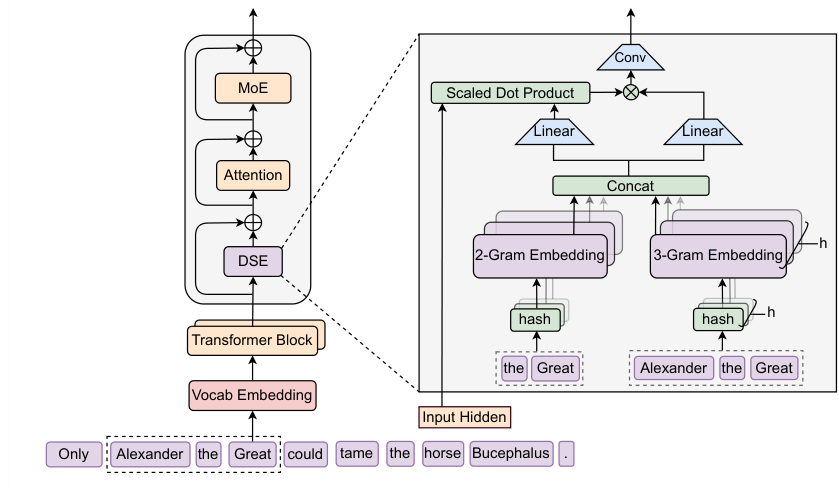 MoE
Attention
DSE
Transformer Block
Vocab Embedding
Only Alexander the Great could tame the horse Bucephalus .
Conv
Scaled Dot Product
Linear Linear
Concat
2-Gram Embedding 3-Gram Embedding h
hash hash h
the Great Alexander the Great
Input Hidden